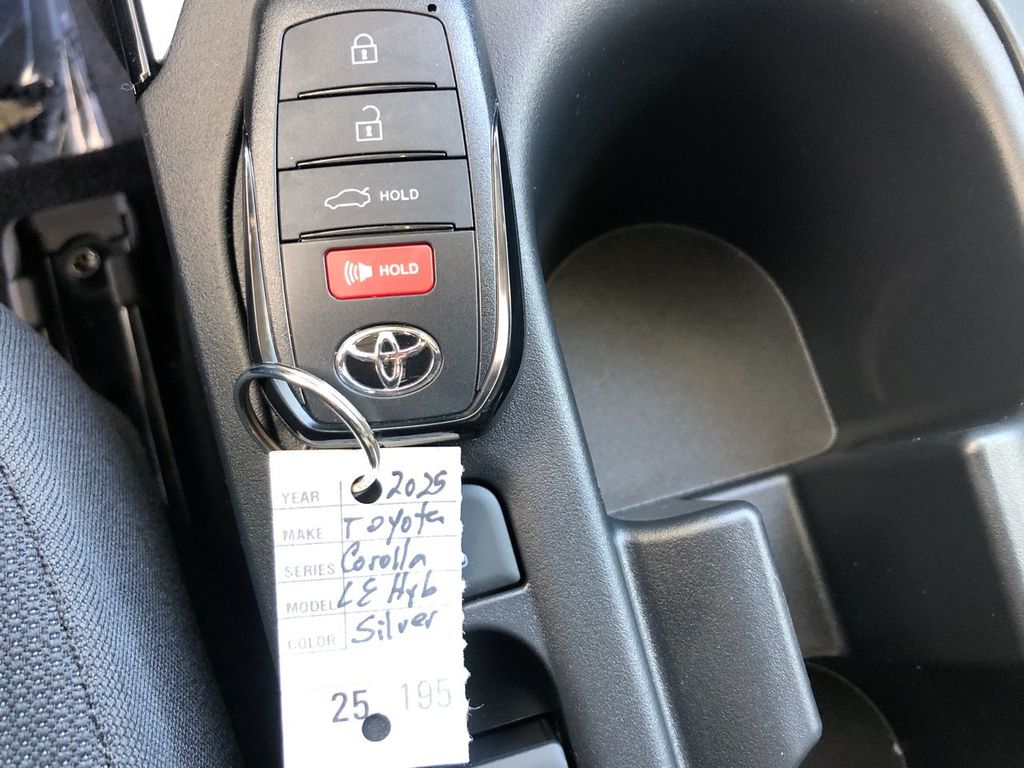 HOLD
HOLD
YEAR 2025
MAKE Toyota
SERIES Corolla
MODEL LE Hyb
COLOR Silver
25 195